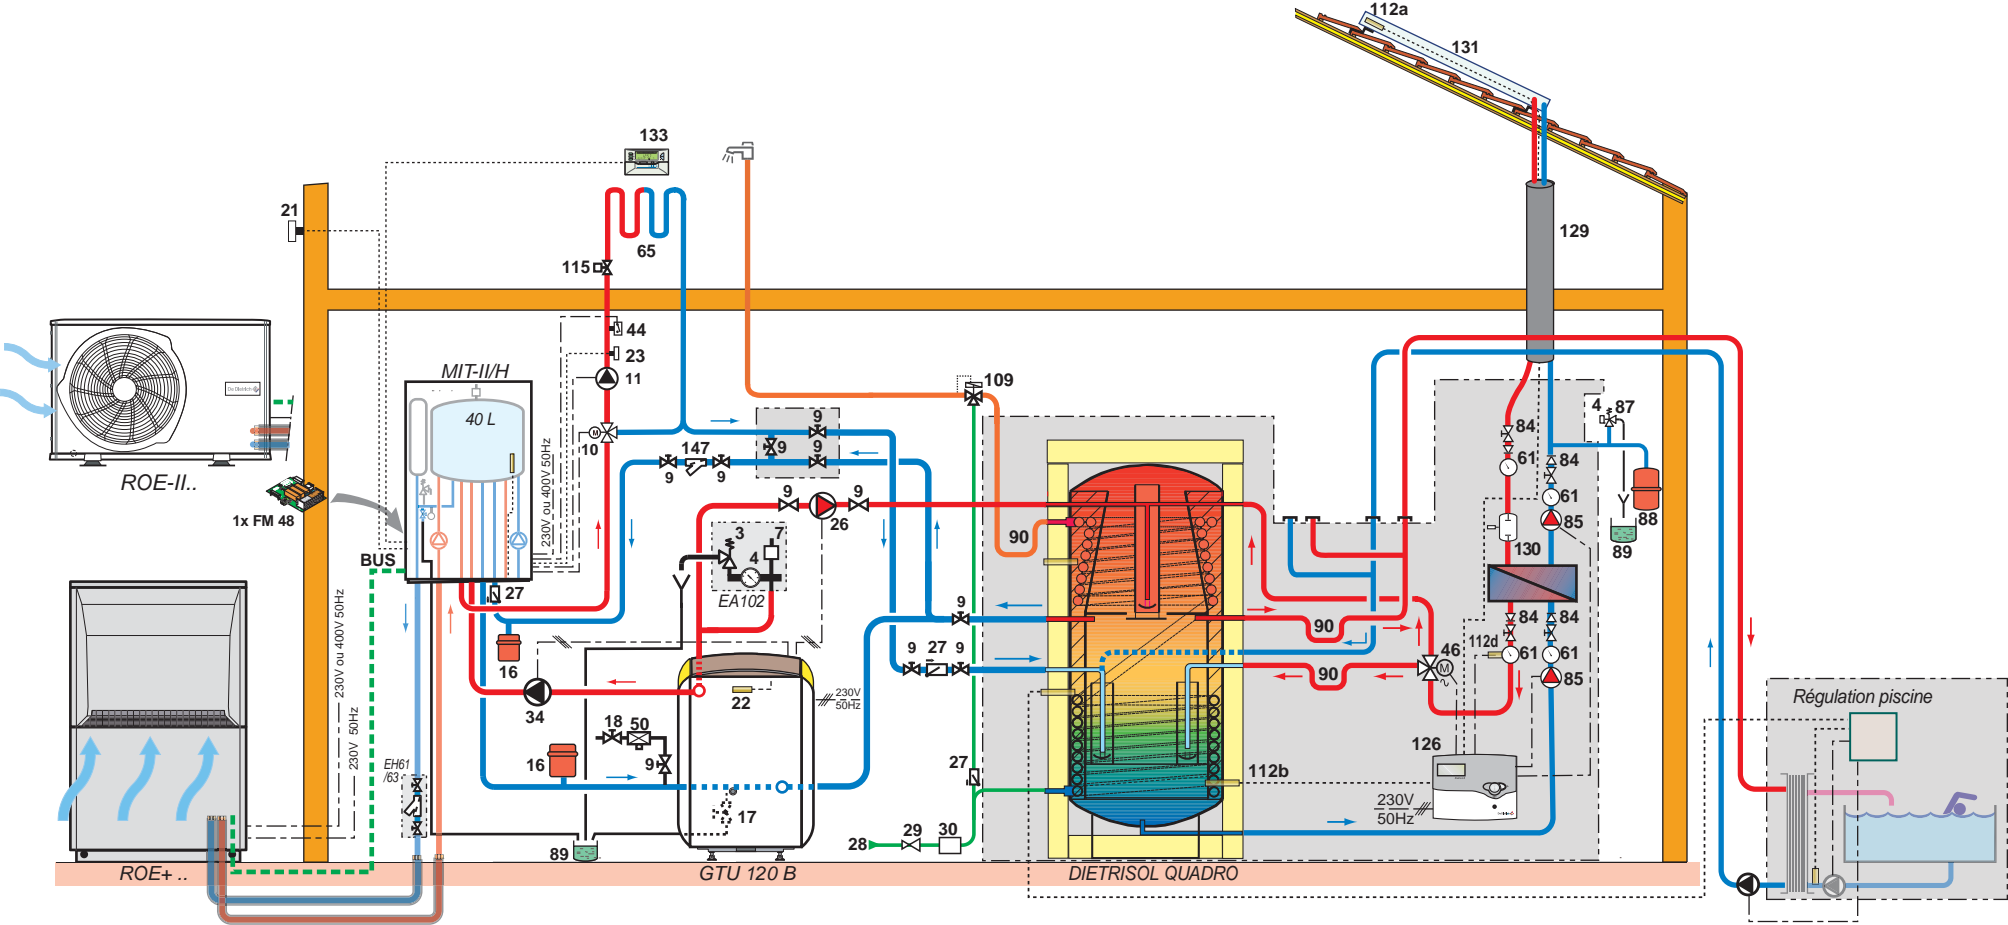 112a
131
133
21
129
65
115
44
23
MIT-II/H
11
109
40 L
10
230V ou 400V 50Hz
9
9
9
147
9
9
4
87
84
61
84
61
ROE-II..
1x FM 48
BUS
9
26
9
3
7
4
EA102
90
85
130
88
89
27
16
9
84
84
90
112d
46
M
61
61
9
27
9
90
85
34
22
230V
50Hz
230V ou 400V 50Hz
230V 50Hz
18
50
16
9
27
112b
126
Régulation piscine
EH61
/63
17
230V
50Hz
28
29
30
89
ROE+ ..
GTU 120 B
DIETRISOL QUADRO